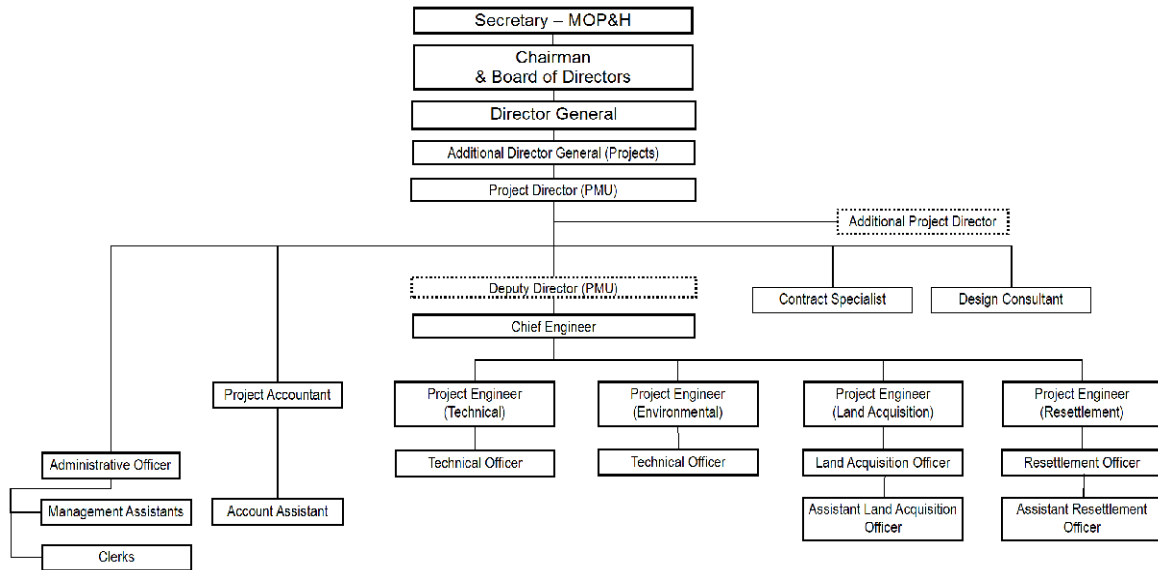 Secretary – MOP&H
Chairman
& Board of Directors
Director General
Additional Director General (Projects)
Project Director (PMU)
Additional Project Director
Deputy Director (PMU)
Contract Specialist
Design Consultant
Chief Engineer
Project Accountant
Project Engineer
(Technical)
Project Engineer
(Environmental)
Project Engineer
(Land Acquisition)
Project Engineer
(Resettlement)
Administrative Officer
Technical Officer
Technical Officer
Land Acquisition Officer
Resettlement Officer
Management Assistants
Account Assistant
Assistant Land Acquisition
Officer
Assistant Resettlement
Officer
Clerks